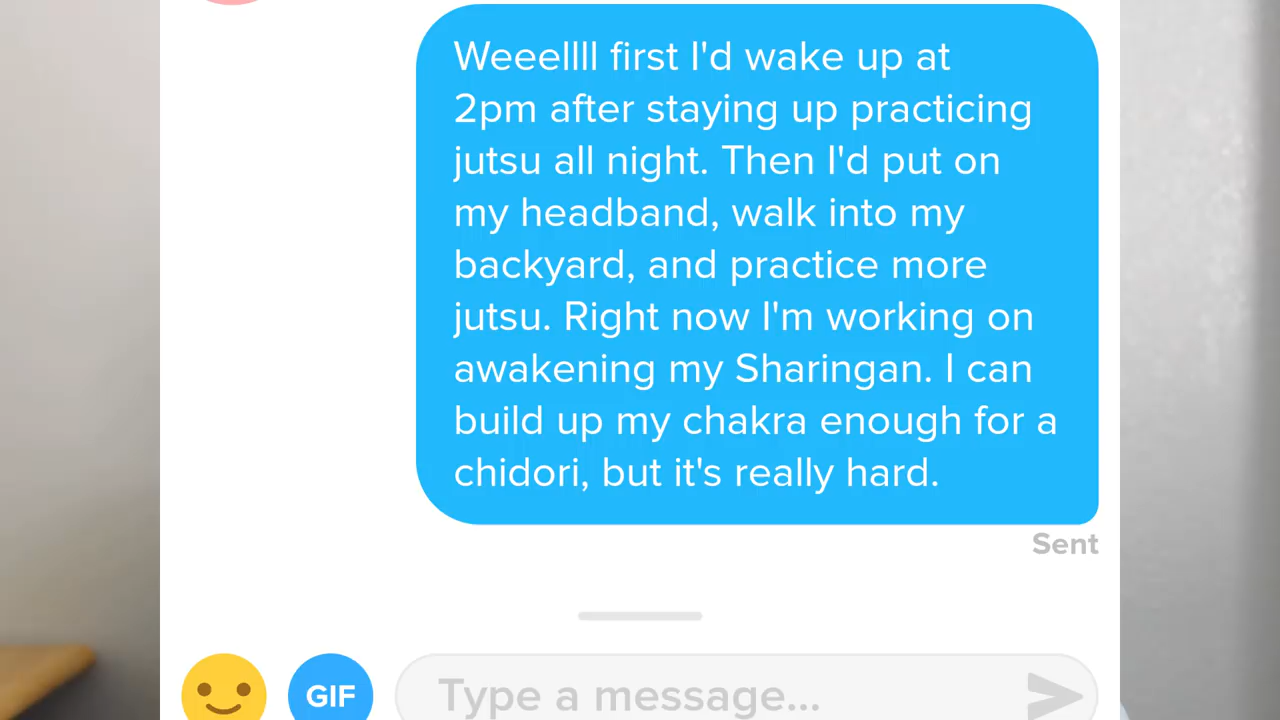 Weeellll first I'd wake up at
2pm after staying up practicing
jutsu all night. Then I'd put on
my headband, walk into my
backyard, and practice more
jutsu. Right now I'm working on
awakening my Sharingan. I can
build up my chakra enough for a
chidori, but it's really hard.
Sent
GIF
Type a message...